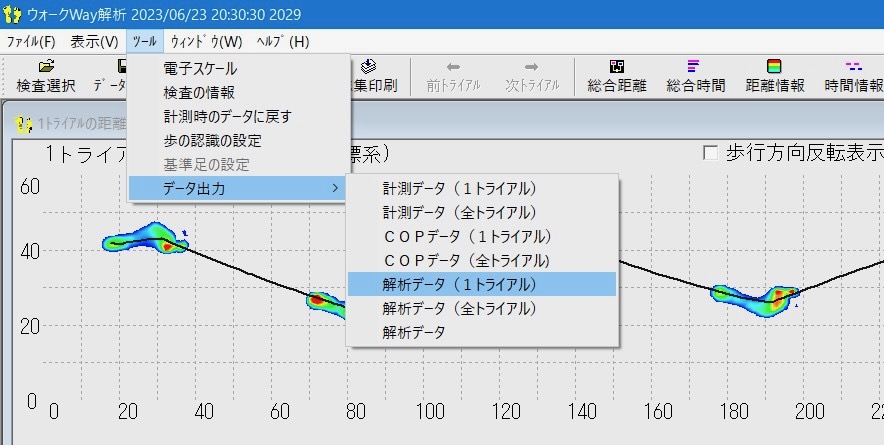 ウォークWay解析 2023/06/23 20:30:30 2029
ﾌｧｲﾙ(F) 表示(V) ﾂｰﾙ ｳｨﾝﾄﾞｳ(W) ﾍﾙﾌﾟ(H)
検査選択 データ 集印刷 前ﾄﾗｲｱﾙ 次ﾄﾗｲｱﾙ 総合距離 総合時間 距離情報 時間情報
電子スケール
検査の情報
計測時のデータに戻す
歩の認識の設定
基準足の設定
データ出力 >
1ﾄﾗｲｱﾙの距離
1トライア 標系) 歩行方向反転表示
計測データ（１トライアル）
計測データ（全トライアル）
ＣＯＰデータ（１トライアル）
ＣＯＰデータ（全トライアル)
解析データ（１トライアル）
解析データ（全トライアル）
解析データ
60
40
20
0
0 20 40 60 80 100 120 140 160 180 200 22